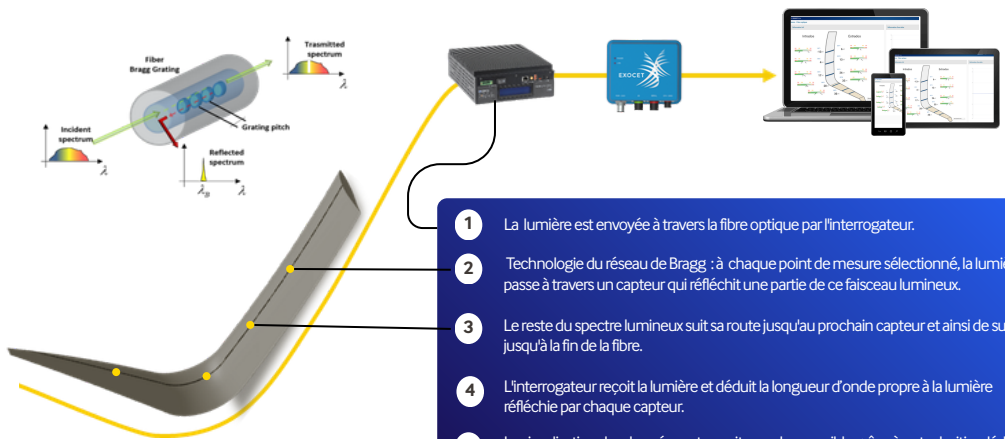 Fiber
Bragg Grating
Trasmitted
spectrum
λ
Grating pitch
Incident
spectrum
λ
Reflected
spectrum
λB
λ
EXOCET
1
La lumière est envoyée à travers la fibre optique par l'interrogateur.
2
Technologie du réseau de Bragg : à chaque point de mesure sélectionné, la
passe à travers un capteur qui réfléchit une partie de ce faisceau lumineux.
3
Le reste du spectre lumineux suit sa route jusqu'au prochain capteur et ainsi de
jusqu'à la fin de la fibre.
4
L'interrogateur reçoit la lumière et déduit la longueur d'onde propre à la lumière
réfléchie par chaque capteur.